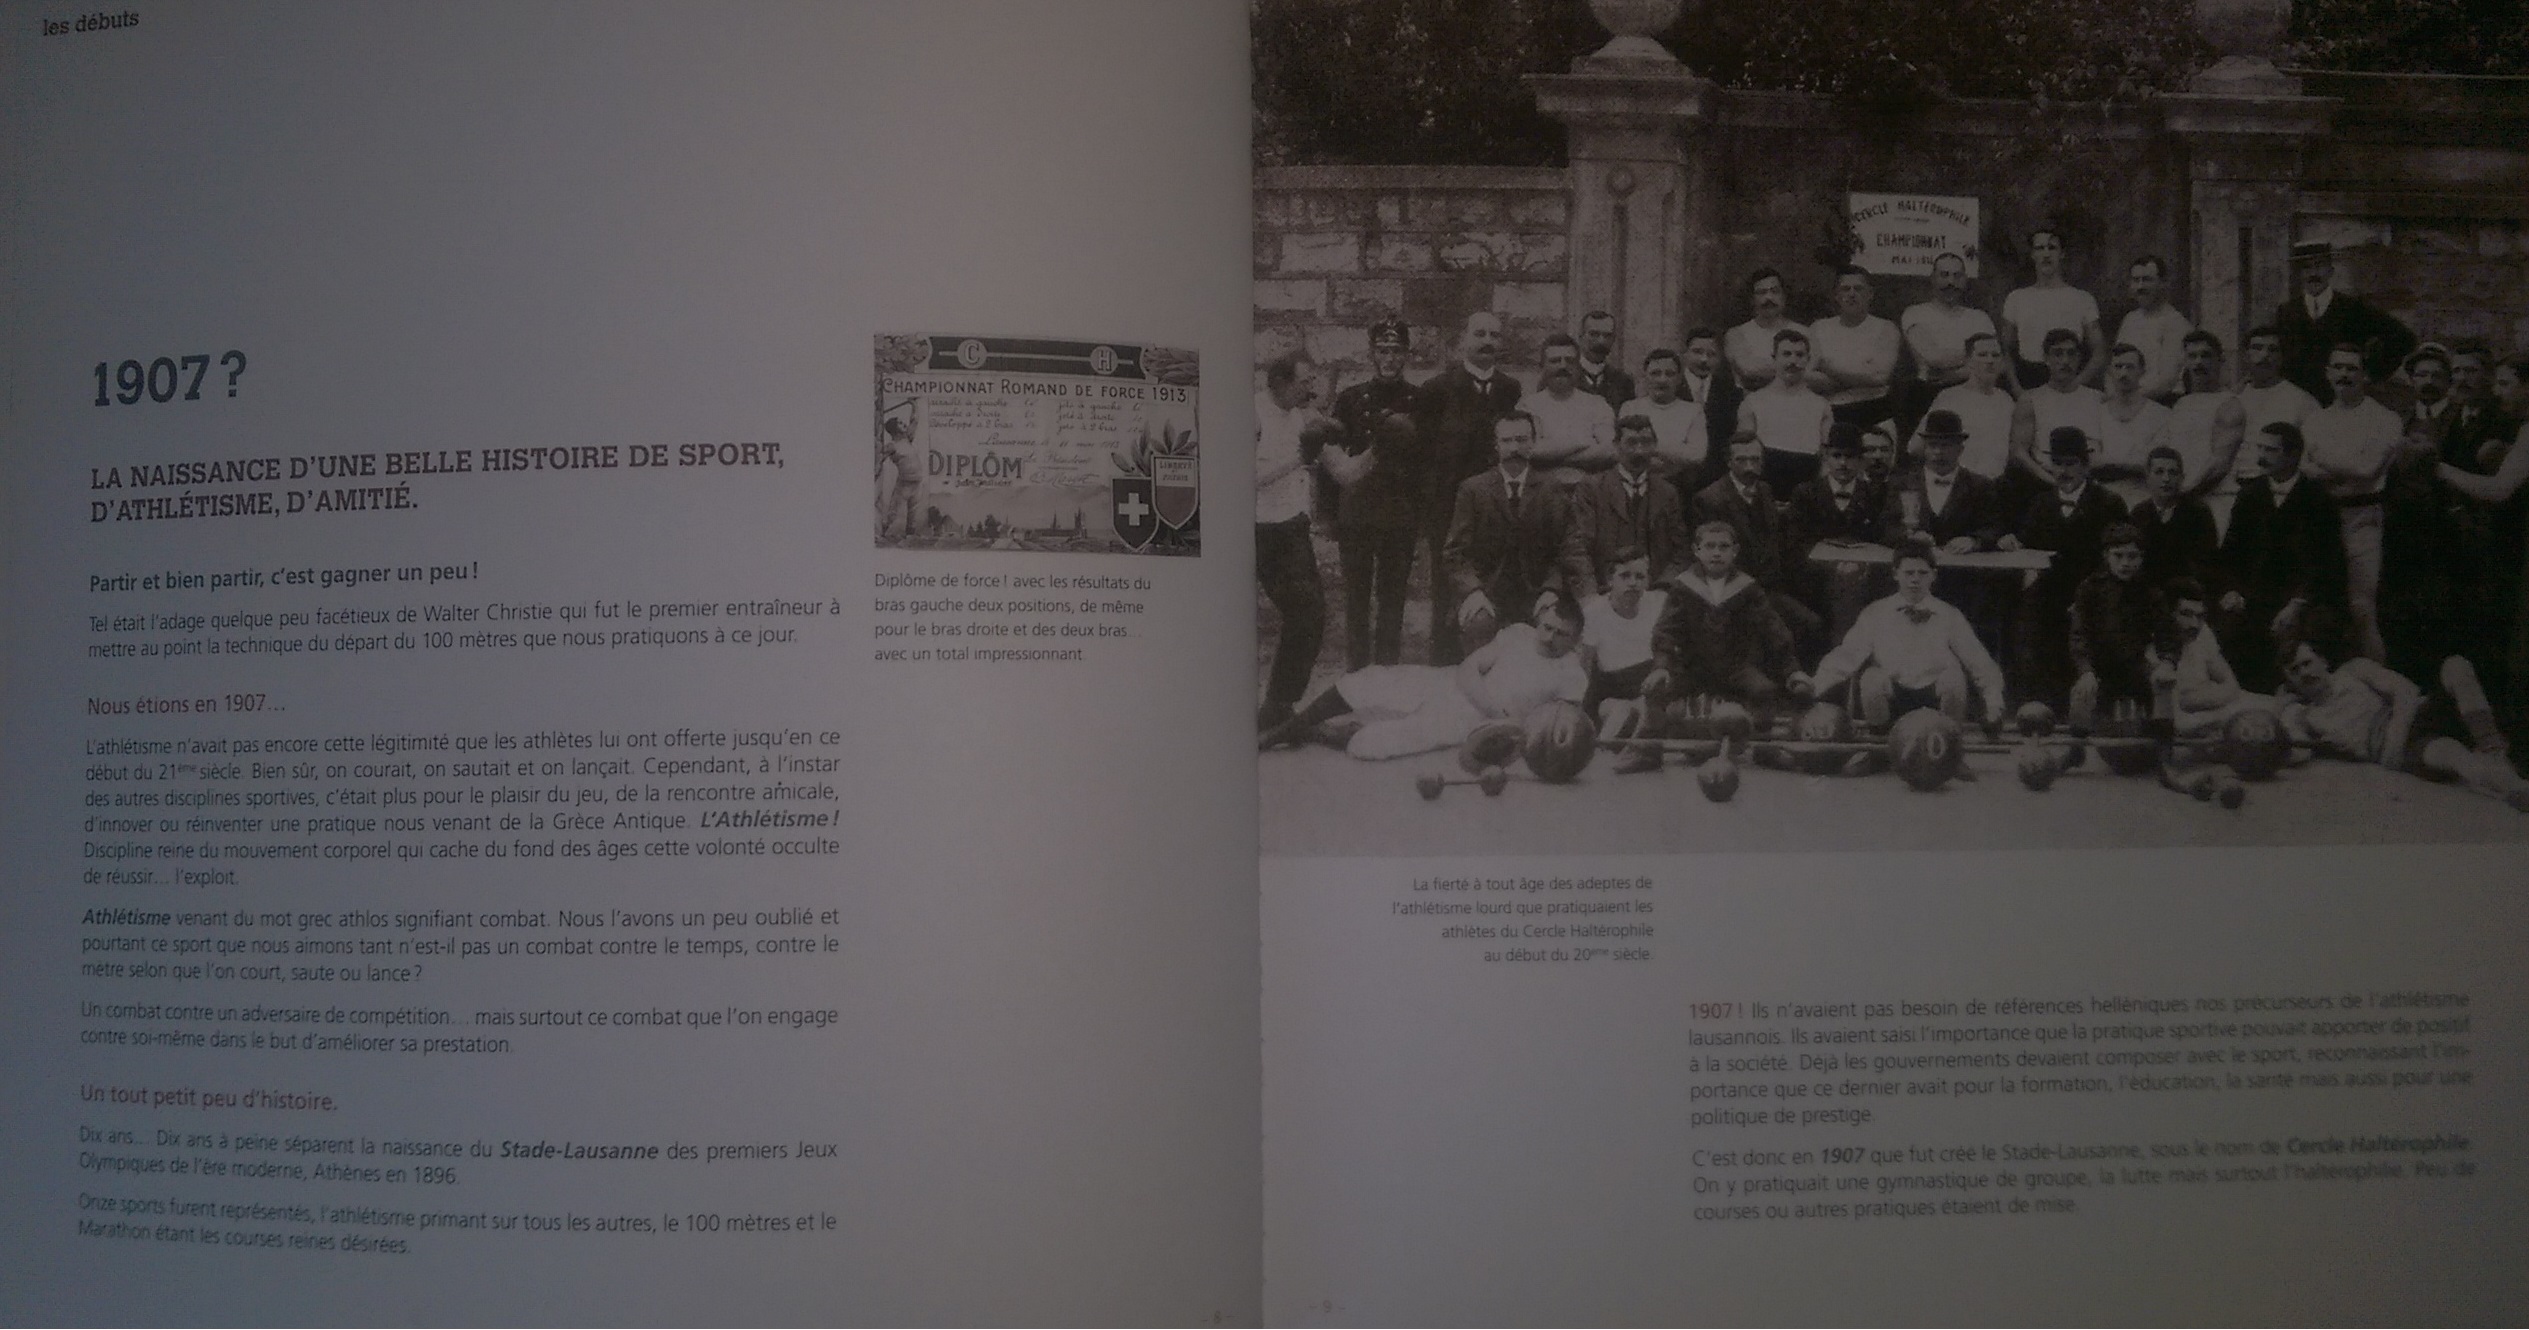 les débuts
1907 ?
LA NAISSANCE D'UNE BELLE HISTOIRE DE SPORT,
D'ATHLÉTISME, D'AMITIÉ.
Partir et bien partir, c'est gagner un peu !
Tel était l'adage quelque peu facétieux de Walter Christie qui fut le premier entraîneur à
mettre au point la technique du départ du 100 mètres que nous pratiquons à ce jour.
Nous étions en 1907...
L'athlétisme n'avait pas encore cette légitimité que les athlètes lui ont offerte jusqu'en ce
début du 21ème siècle. Bien sûr, on courait, on sautait et on lançait. Cependant, à l'instar
des autres disciplines sportives, c'était plus pour le plaisir du jeu, de la rencontre amicale,
d'innover ou réinventer une pratique nous venant de la Grèce Antique. L'Athlétisme !
Discipline reine du mouvement corporel qui cache du fond des âges cette volonté occulte
de réussir... l'exploit.
Athlétisme venant du mot grec athlos signifiant combat. Nous l'avons un peu oublié et
pourtant ce sport que nous aimons tant n'est-il pas un combat contre le temps, contre le
mètre selon que l'on court, saute ou lance ?
Un combat contre un adversaire de compétition... mais surtout ce combat que l'on engage
contre soi-même dans le but d'améliorer sa prestation.
Un tout petit peu d'histoire.
Dix ans... Dix ans à peine séparent la naissance du Stade-Lausanne des premiers Jeux
Olympiques de l'ère moderne, Athènes en 1896.
Onze sports furent représentés, l'athlétisme primant sur tous les autres, le 100 mètres et le
Marathon étant les courses reines désirées.
C H
CHAMPIONNAT ROMAND DE FORCE 1913
DIPLÔM
LIBERTÉ
ET
PATRIE
Diplôme de force ! avec les résultats du
bras gauche deux positions, de même
pour le bras droite et des deux bras...
avec un total impressionnant.
- 8 -
CERCLE HALTÉROPHILE
CHAMPIONNAT
MAI
70
La fierté à tout âge des adeptes de
l'athlétisme lourd que pratiquaient les
athlètes du Cercle Haltérophile
au début du 20ème siècle.
1907 ! Ils n'avaient pas besoin de références helléniques nos précurseurs de l'athlétisme
lausannois. Ils avaient saisi l'importance que la pratique sportive pouvait apporter de positif
à la société. Déjà les gouvernements devaient composer avec le sport, reconnaissant l'im-
portance que ce dernier avait pour la formation, l'éducation, la santé mais aussi pour une
politique de prestige.
C'est donc en 1907 que fut créé le Stade-Lausanne, sous le nom de Cercle Haltérophile.
On y pratiquait une gymnastique de groupe, la lutte mais surtout l'haltérophilie. Peu de
courses ou autres pratiques étaient de mise.
- 9 -